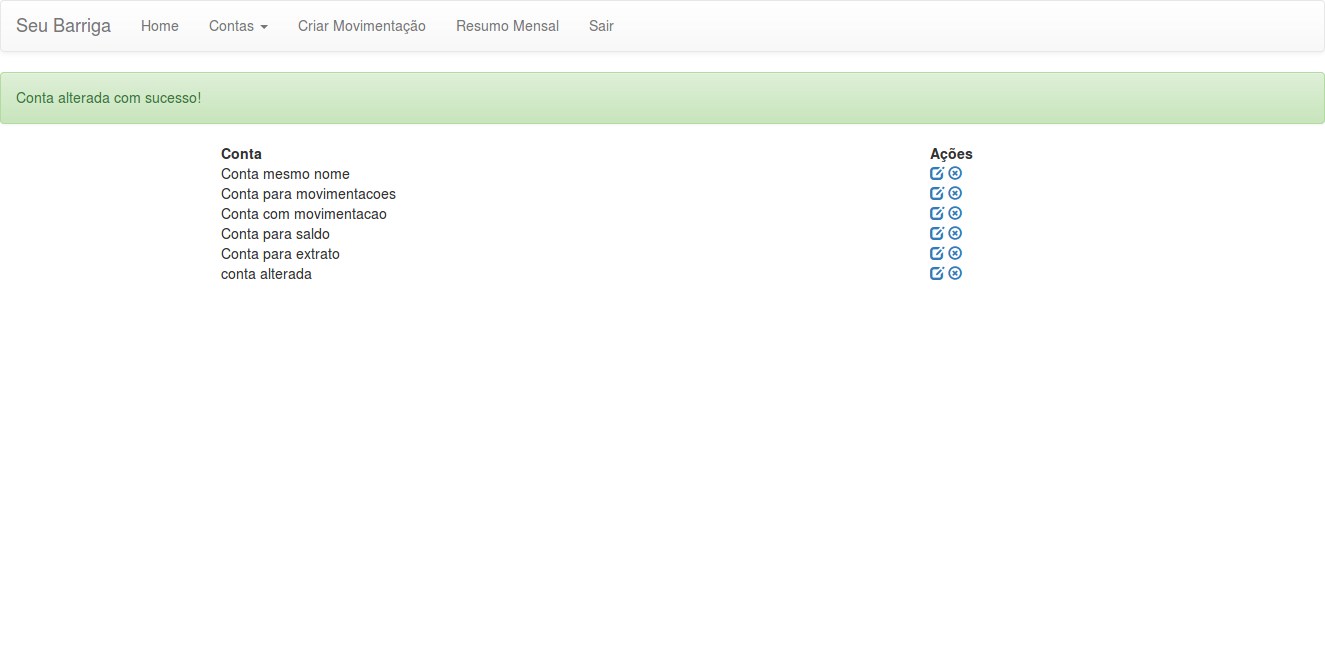 Seu Barriga Home Contas Criar Movimentação Resumo Mensal Sair
Conta alterada com sucesso!
Conta Ações
Conta mesmo nome
Conta para movimentacoes
Conta com movimentacao
Conta para saldo
Conta para extrato
conta alterada